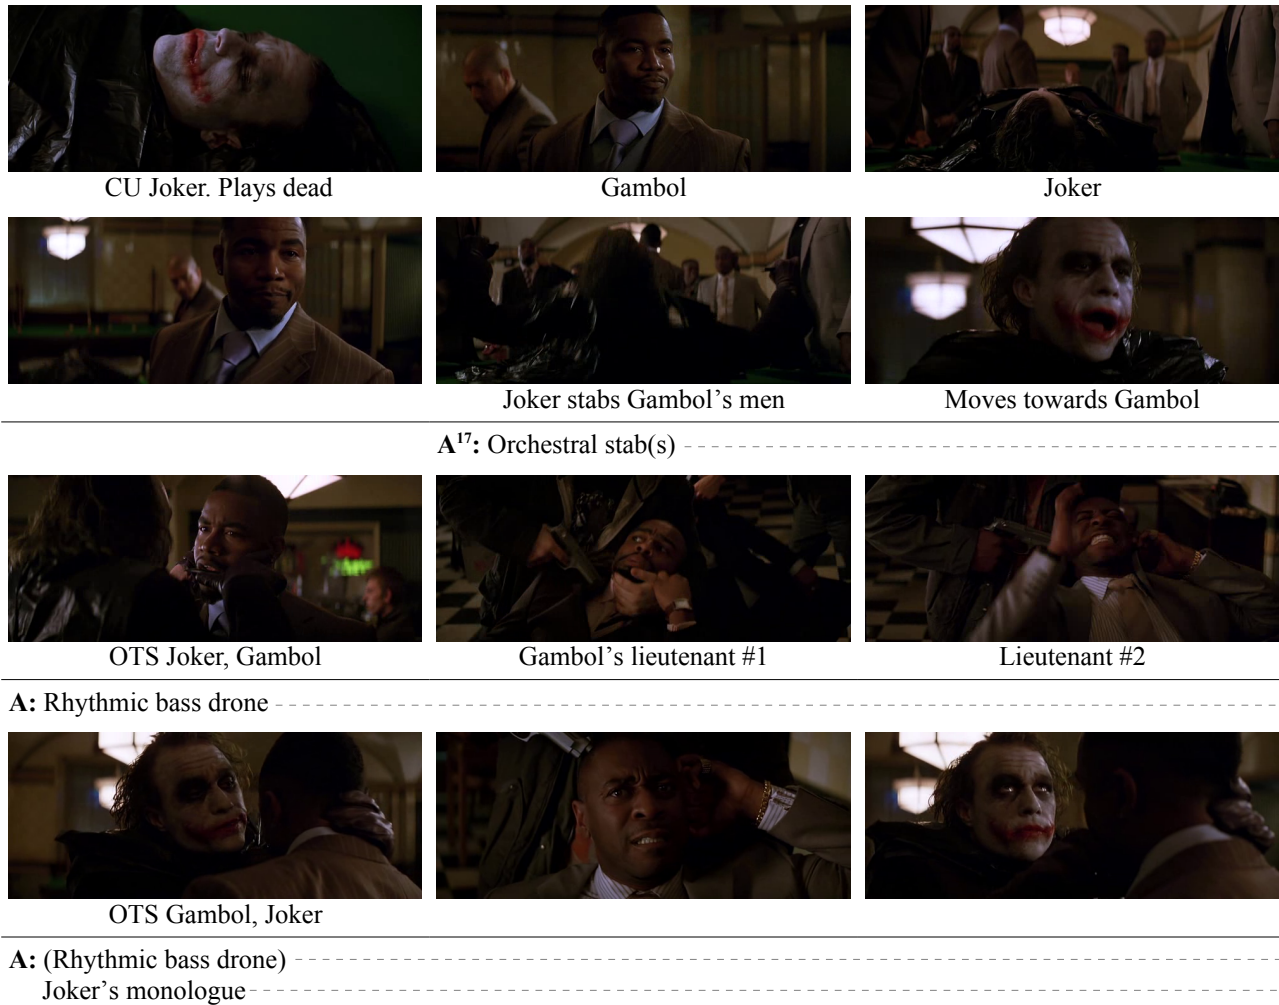 CU Joker. Plays dead
Gambol
Joker
Joker stabs Gambol’s men
Moves towards Gambol
A¹⁷: Orchestral stab(s)
OTS Joker, Gambol
Gambol’s lieutenant #1
Lieutenant #2
A: Rhythmic bass drone
OTS Gambol, Joker
A: (Rhythmic bass drone)
Joker’s monologue